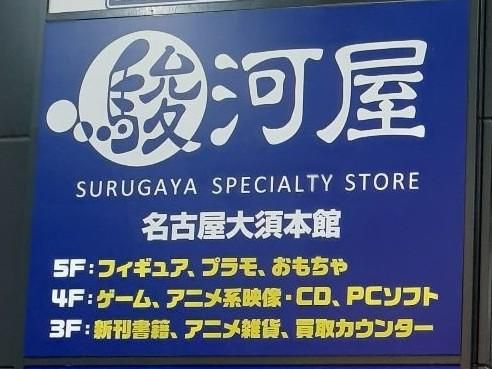 駿河屋
SURUGAYA SPECIALTY STORE
名古屋大須本館
5F:フィギュア、プラモ、おもちゃ
4F:ゲーム、アニメ系映像・CD、PCソフト
3F:新刊書籍、アニメ雑貨、買取カウンター